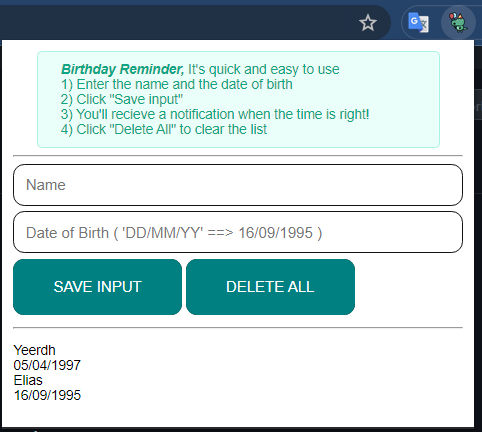 Birthday Reminder, It's quick and easy to use
1) Enter the name and the date of birth
2) Click "Save input"
3) You'll recieve a notification when the time is right!
4) Click "Delete All" to clear the list
Name
Date of Birth ( 'DD/MM/YY' ==> 16/09/1995 )
SAVE INPUT DELETE ALL
Yeerdh
05/04/1997
Elias
16/09/1995